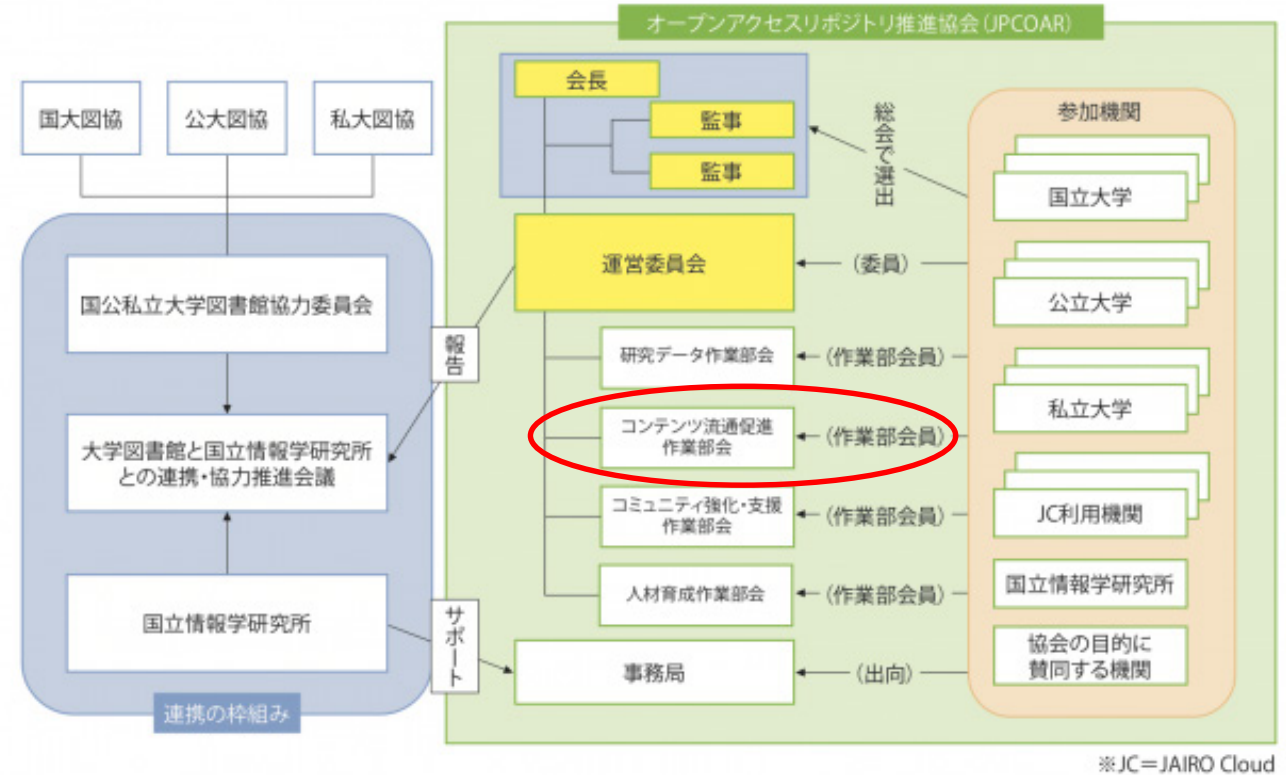 オープンアクセスリポジトリ推進協会(JPCOAR)
国大図協
公大図協
私大図協
国公私立大学図書館協力委員会
大学図書館と国立情報学研究所
との連携・協力推進会議
国立情報学研究所
連携の枠組み
報告
サポート
会長
監事
監事
運営委員会
研究データ作業部会
コンテンツ流通促進
作業部会
コミュニティ強化・支援
作業部会
人材育成作業部会
事務局
総会で選出
(委員)
(作業部会員)
(作業部会員)
(作業部会員)
(作業部会員)
(出向)
参加機関
国立大学
公立大学
私立大学
JC利用機関
国立情報学研究所
協会の目的に
賛同する機関
※JC=JAIRO Cloud